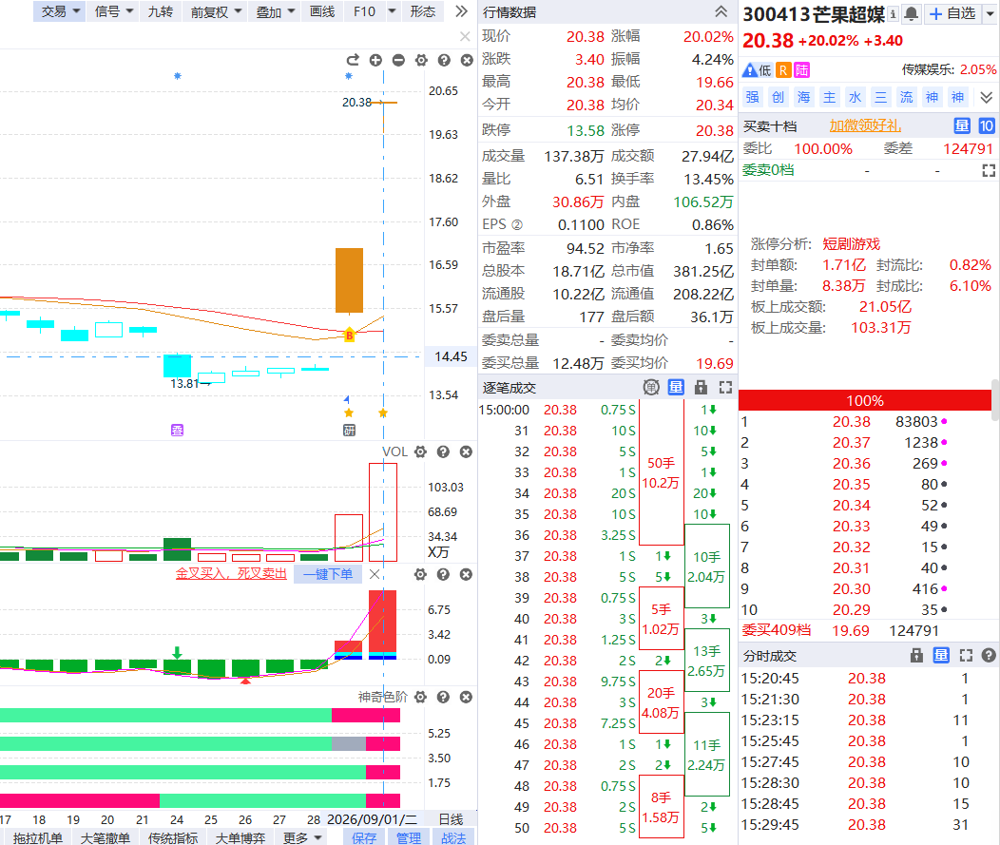 交易 信号 九转 前复权 叠加 画线 F10 形态
20.38
20.65
19.63
18.62
17.60
16.59
15.57
14.45
13.54
13.81
B
杏
研
VOL
103.03
68.69
34.34
X万
金叉买入，死叉卖出 一键下单
6.75
3.42
0.09
神奇色阶
5.25
3.50
1.75
17 18 19 20 21 24 25 26 27 28 2026/09/01/二 日线
拖拉机单 大笔撤单 传统指标 大单博弈 更多 保存 管理 战法
行情数据
现价 20.38 涨幅 20.02%
涨跌 3.40 振幅 4.24%
最高 20.38 最低 19.66
今开 20.38 均价 20.34
跌停 13.58 涨停 20.38
成交量 137.38万 成交额 27.94亿
量比 6.51 换手率 13.45%
外盘 30.86万 内盘 106.52万
EPS ② 0.1100 ROE 0.86%
市盈率 94.52 市净率 1.65
总股本 18.71亿 总市值 381.25亿
流通股 10.22亿 流通值 208.22亿
盘后量 177 盘后额 36.1万
委卖总量 - 委卖均价 -
委买总量 12.48万 委买均价 19.69
逐笔成交 单 量
15:00:00 20.38 0.75 S 1
31 20.38 10 S 10
32 20.38 5 S 5
33 20.38 1 S 50手 1
34 20.38 20 S 10.2万 20
35 20.38 10 S 10
36 20.38 3.25 S
37 20.38 1 S 1 10手
38 20.38 5 S 5 2.04万
39 20.38 0.75 S
40 20.38 3 S 5手 3
41 20.38 1.25 S 1.02万
42 20.38 2 S 2 13手
43 20.38 9.75 S 2.65万
44 20.38 3 S 20手 3
45 20.38 7.25 S 4.08万
46 20.38 1 S 1 11手
47 20.38 2 S 2 2.24万
48 20.38 0.75 S
49 20.38 2 S 8手 2
50 20.38 5 S 1.58万 5
300413 芒果超媒 自选
20.38 +20.02% +3.40
低 R 陆 传媒娱乐: 2.05%
强 创 海 主 水 三 流 神 神
买卖十档 加微领好礼 量 10
委比 100.00% 委差 124791
委卖0档 - -
涨停分析: 短剧游戏
封单额: 1.71亿 封流比: 0.82%
封单量: 8.38万 封成比: 6.10%
板上成交额: 21.05亿
板上成交量: 103.31万
100%
1 20.38 83803
2 20.37 1238
3 20.36 269
4 20.35 80
5 20.34 52
6 20.33 49
7 20.32 15
8 20.31 40
9 20.30 416
10 20.29 35
委买409档 19.69 124791
分时成交 量
15:20:45 20.38 1
15:21:30 20.38 1
15:23:15 20.38 11
15:25:45 20.38 1
15:27:45 20.38 10
15:28:30 20.38 10
15:28:45 20.38 15
15:29:45 20.38 31